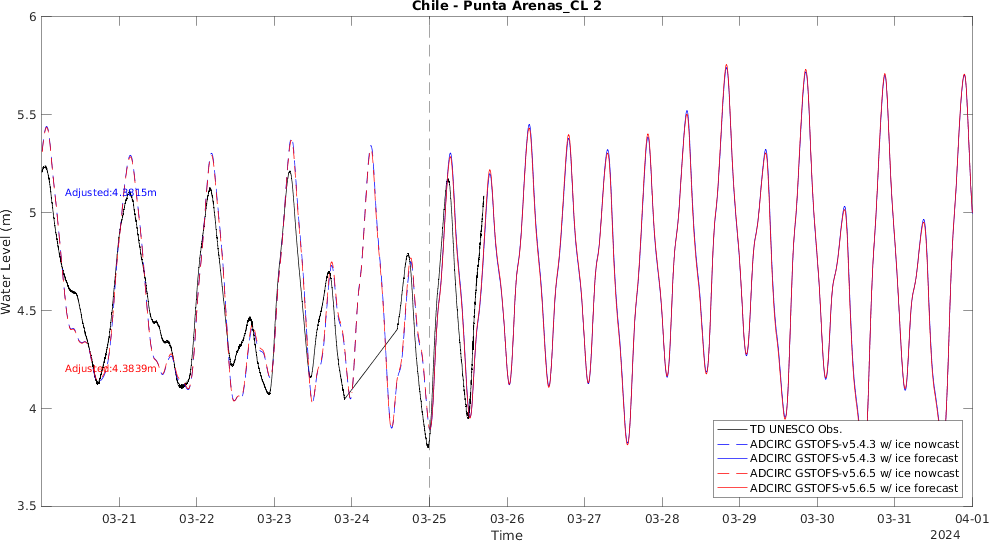 Chile - Punta Arenas_CL 2
6
5.5
5
4.5
4
3.5
Water Level (m)
Adjusted:4.3815m
Adjusted:4.3839m
TD UNESCO Obs.
ADCIRC GSTOFS-v5.4.3 w/ ice nowcast
ADCIRC GSTOFS-v5.4.3 w/ ice forecast
ADCIRC GSTOFS-v5.6.5 w/ ice nowcast
ADCIRC GSTOFS-v5.6.5 w/ ice forecast
03-21 03-22 03-23 03-24 03-25 03-26 03-27 03-28 03-29 03-30 03-31 04-01
Time
2024